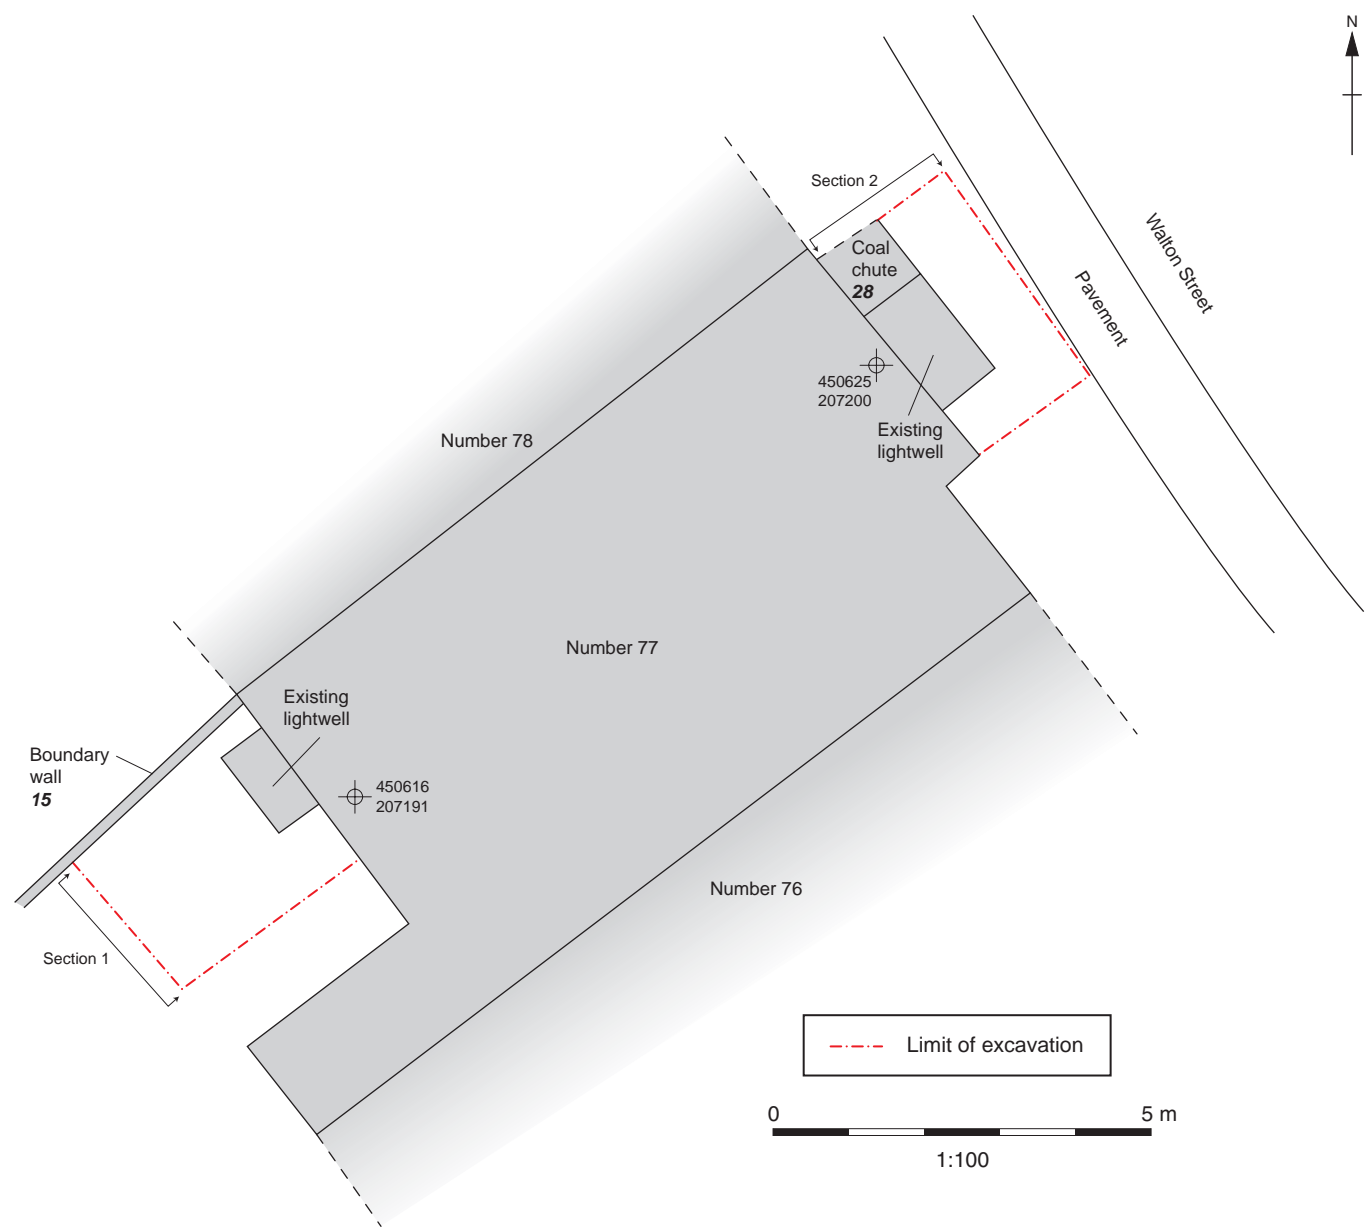 N
Section 2
Coal
chute
28
Walton Street
Pavement
450625
207200
Existing
lightwell
Number 78
Number 77
Existing
lightwell
Boundary
wall
15
450616
207191
Number 76
Section 1
Limit of excavation
0 5 m
1:100